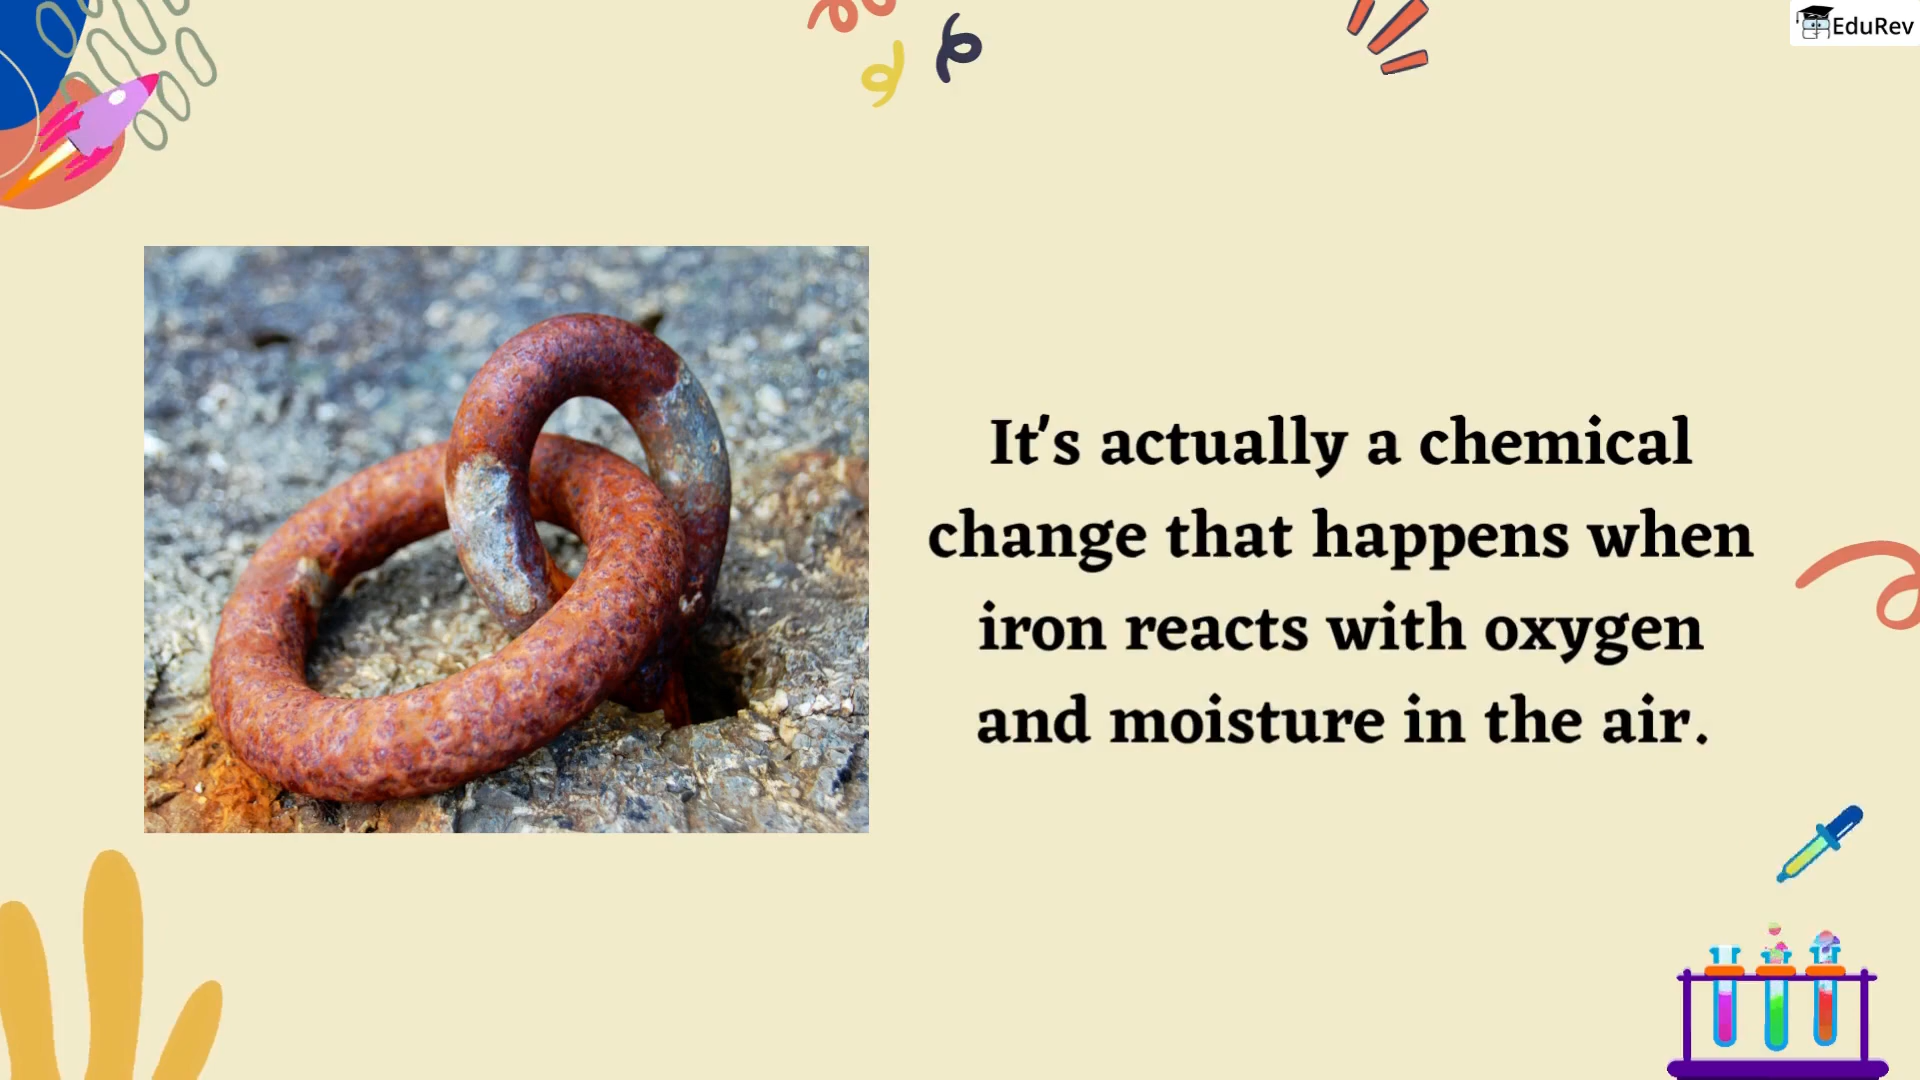 EduRev
It's actually a chemical
change that happens when
iron reacts with oxygen
and moisture in the air.